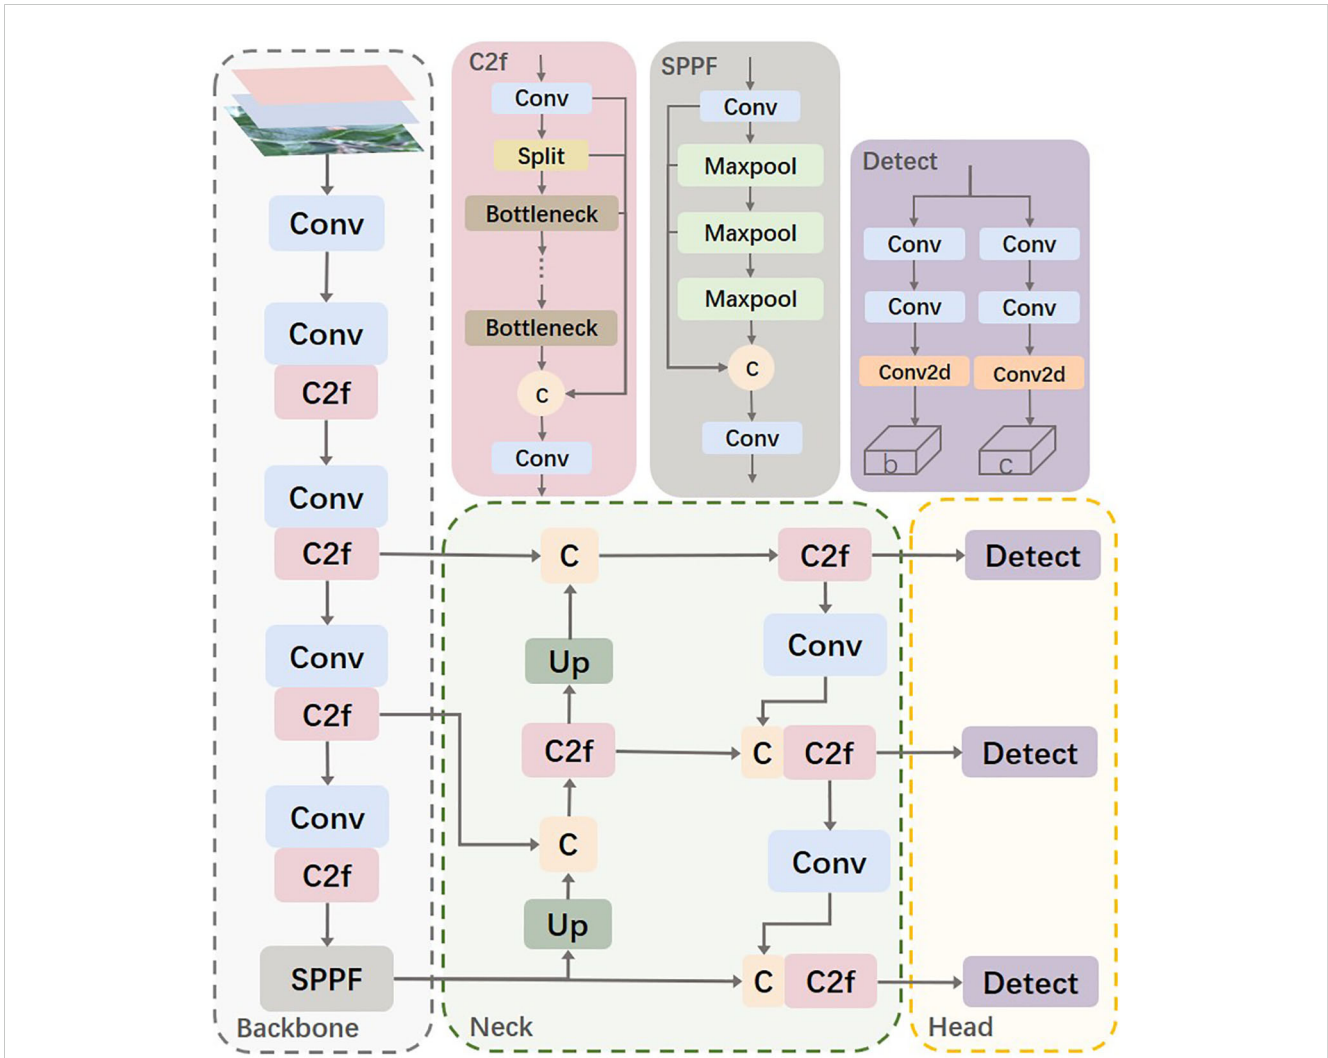 C2f
Conv
Split
Bottleneck
Bottleneck
c
Conv
SPPF
Conv
Maxpool
Maxpool
Maxpool
c
Conv
Detect
Conv Conv
Conv Conv
Conv2d Conv2d
b c
Conv
Conv
C2f
Conv
C2f
Conv
C2f
Conv
C2f
SPPF
Backbone
C
Up
C2f
C
Up
C2f
Conv
C C2f
Conv
C C2f
Neck
Detect
Detect
Detect
Head